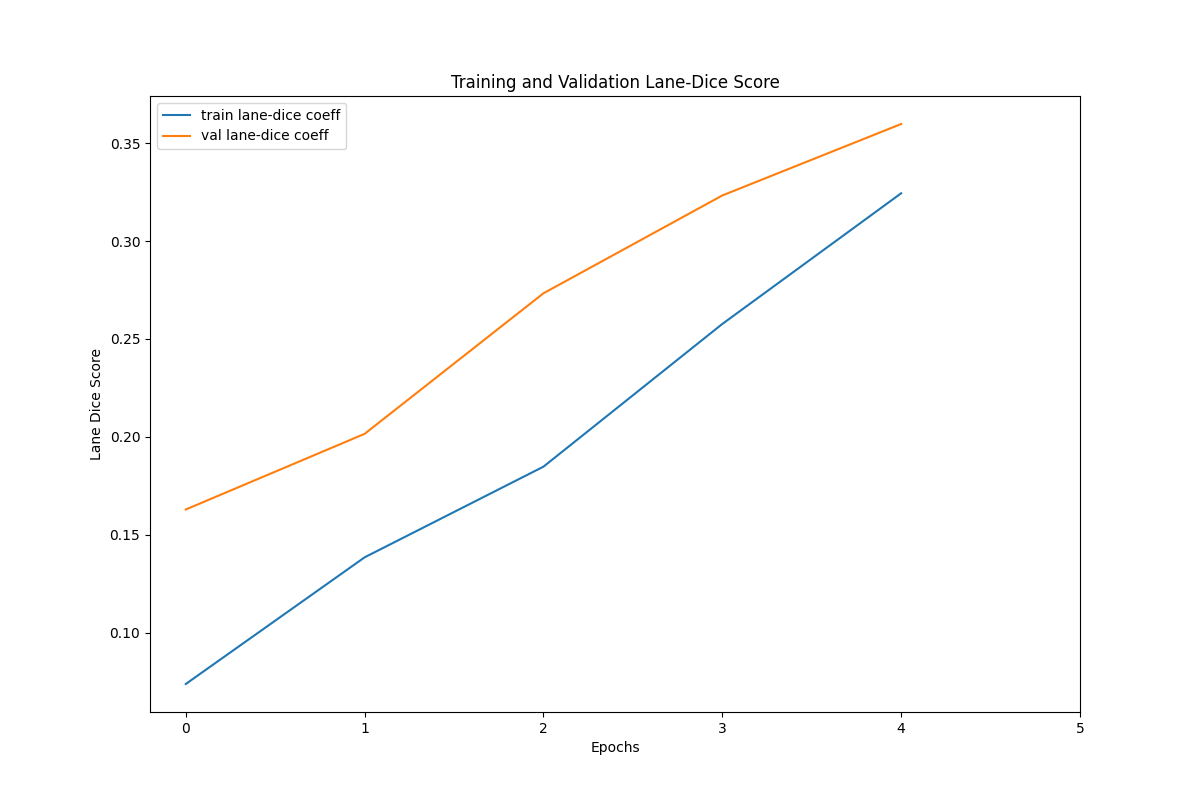 Training and Validation Lane-Dice Score
train lane-dice coeff
val lane-dice coeff
0.35
0.30
0.25
0.20
0.15
0.10
Lane Dice Score
0 1 2 3 4 5
Epochs